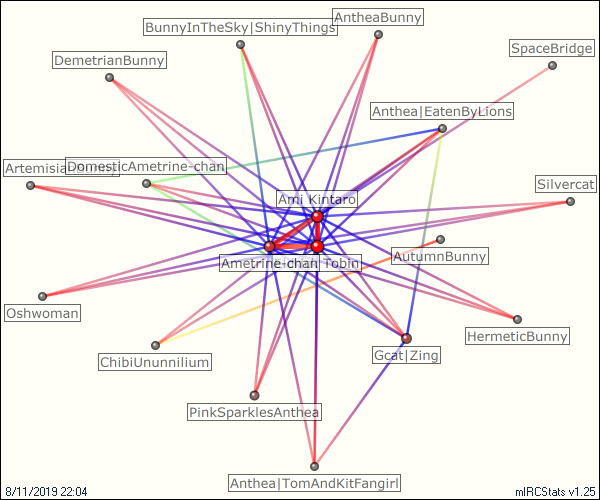 AntheaBunny
BunnyInTheSky|ShinyThings
SpaceBridge
DemetrianBunny
Anthea|EatenByLions
DomesticAmetrine-chan
Silvercat
Ami Kintaro
AutumnBunny
Ametrine-chan Tobin
Oshwoman
HermeticBunny
Gcat|Zing
ChibiUnunnilium
PinkSparklesAnthea
Anthea|TomAndKitFangirl
8/11/2019 22:04
mIRCStats v1.25